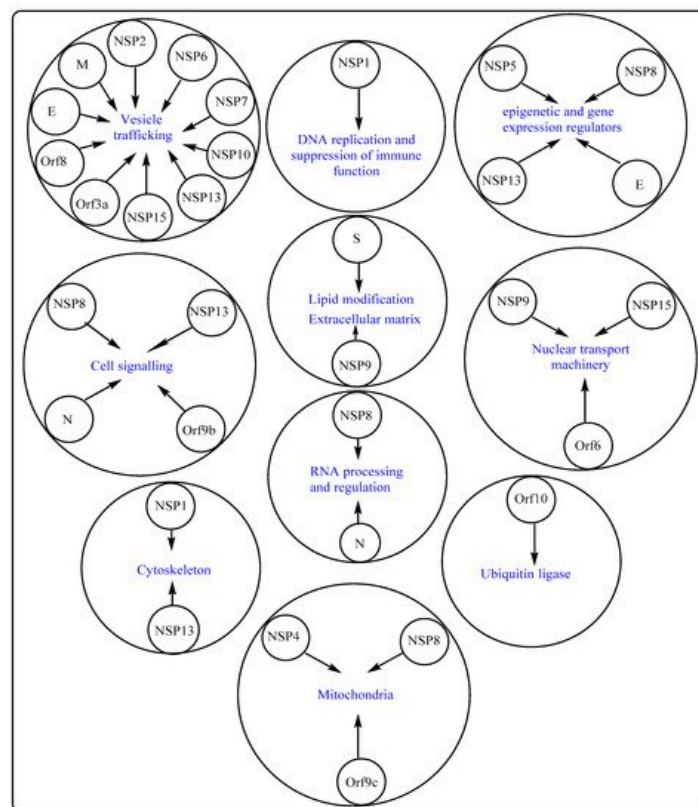 NSP2
M
NSP6
E
Vesicle
trafficking
NSP7
Orf8
NSP10
Orf3a
NSP15
NSP13
NSP1
DNA replication and
suppression of immune
function
NSP5
NSP8
epigenetic and gene
expression regulators
NSP13
E
S
Lipid modification
Extracellular matrix
NSP9
NSP8
NSP13
Cell signalling
N
Orf9b
NSP9
NSP15
Nuclear transport
machinery
Orf6
NSP8
RNA processing
and regulation
N
NSP1
Cytoskeleton
NSP13
Orf10
Ubiquitin ligase
NSP4
NSP8
Mitochondria
Orf9c